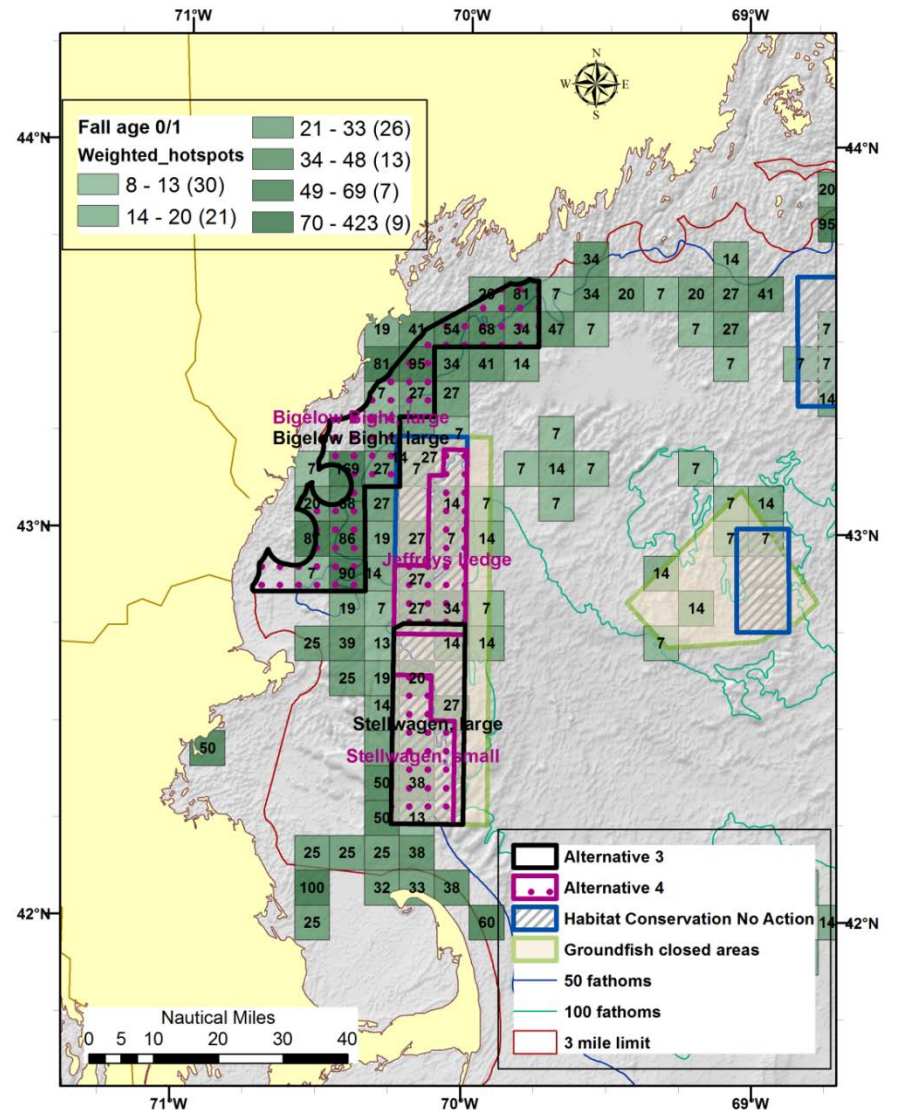 71°W 70°W 69°W
N
W E
S
Fall age 0/1
Weighted_hotspots
8 - 13 (30)
14 - 20 (21)
21 - 33 (26)
34 - 48 (13)
49 - 69 (7)
70 - 423 (9)
44°N 44°N
20
95
34 14
20 81 7 34 20 7 20 27 41
19 41 54 68 34 47 7 7 27 7
81 95 34 41 14 7 7 7
7 27 27 14
Bigelow Bight, large
Bigelow Bight, large
7 7
7 69 27 14 7 27 7 14 7 7
20 88 27 14 7 7 7 14
43°N 43°N
86 19 27 7 14 7 7
Jeffreys Ledge
7 90 14 27 14
19 7 27 34 7 14
25 39 13 14 14 7
25 19 20
14 27
Stellwagen, large
50
Stellwagen, small
50 38
50 13
25 25 25 38
100 32 33 38
25 60 14
42°N 42°N
Alternative 3
Alternative 4
Habitat Conservation No Action
Groundfish closed areas
50 fathoms
100 fathoms
3 mile limit
Nautical Miles
0 5 10 20 30 40
71°W 70°W 69°W